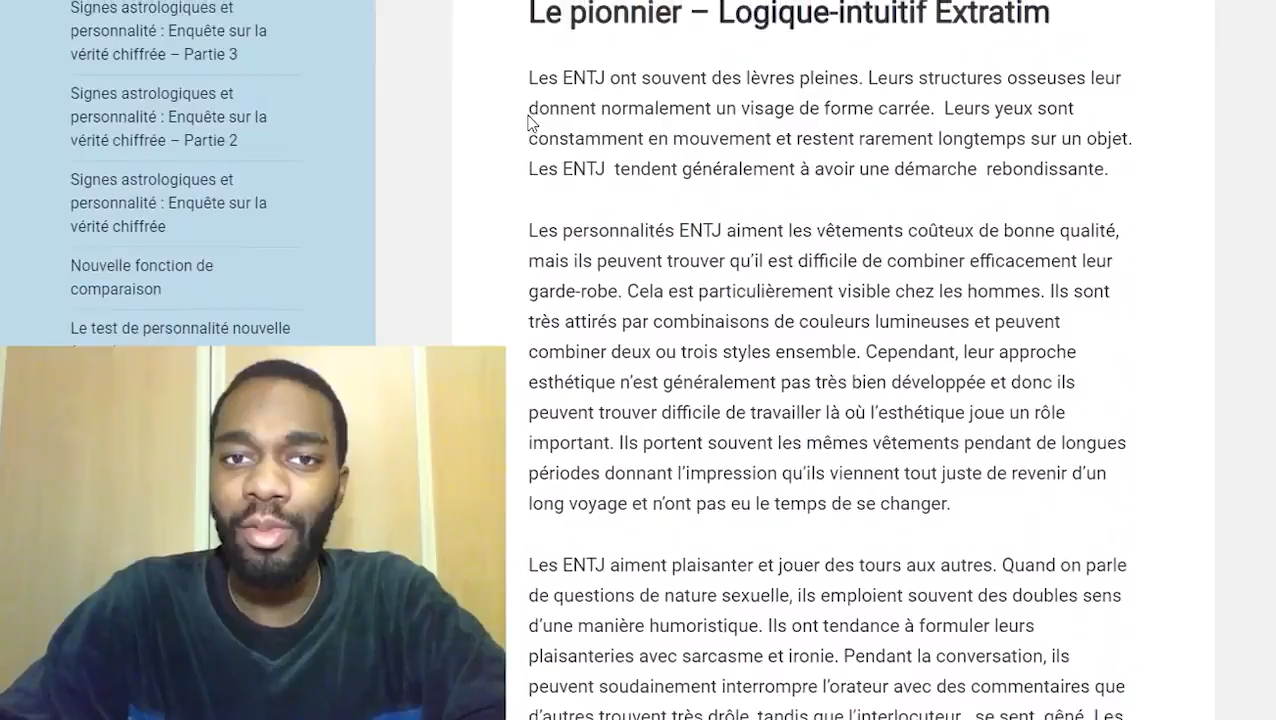 Signes astrologiques et
personnalité : Enquête sur la
vérité chiffrée – Partie 3
Signes astrologiques et
personnalité : Enquête sur la
vérité chiffrée – Partie 2
Signes astrologiques et
personnalité : Enquête sur la
vérité chiffrée
Nouvelle fonction de
comparaison
Le test de personnalité nouvelle
Le pionnier – Logique-intuitif Extratim
Les ENTJ ont souvent des lèvres pleines. Leurs structures osseuses leur
donnent normalement un visage de forme carrée. Leurs yeux sont
constamment en mouvement et restent rarement longtemps sur un objet.
Les ENTJ tendent généralement à avoir une démarche rebondissante.
Les personnalités ENTJ aiment les vêtements coûteux de bonne qualité,
mais ils peuvent trouver qu’il est difficile de combiner efficacement leur
garde-robe. Cela est particulièrement visible chez les hommes. Ils sont
très attirés par combinaisons de couleurs lumineuses et peuvent
combiner deux ou trois styles ensemble. Cependant, leur approche
esthétique n’est généralement pas très bien développée et donc ils
peuvent trouver difficile de travailler là où l’esthétique joue un rôle
important. Ils portent souvent les mêmes vêtements pendant de longues
périodes donnant l’impression qu’ils viennent tout juste de revenir d’un
long voyage et n’ont pas eu le temps de se changer.
Les ENTJ aiment plaisanter et jouer des tours aux autres. Quand on parle
de questions de nature sexuelle, ils emploient souvent des doubles sens
d’une manière humoristique. Ils ont tendance à formuler leurs
plaisanteries avec sarcasme et ironie. Pendant la conversation, ils
peuvent soudainement interrompre l’orateur avec des commentaires que
d’autres trouvent très drôle, tandis que l’interlocuteur se sent gêné. Les